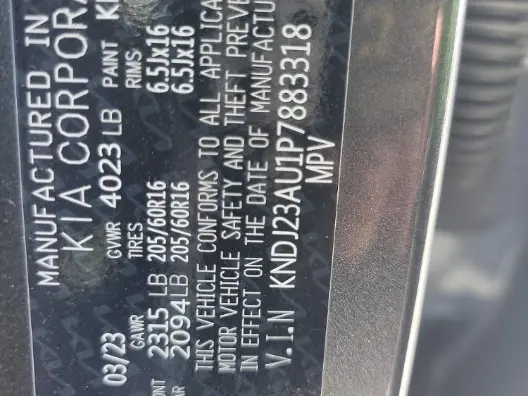 MANUFACTURED IN
KIA CORPORA
03/23 GVWR 4023 LB PAINT
GAWR TIRES RIMS
NT 2315 LB 205/60R16 6.5Jx16
AR 2094LB 205/60R16 6.5Jx16
THIS VEHICLE CONFORMS TO ALL APPLICA
MOTOR VEHICLE SAFETY AND THEFT PREVE
IN EFFECT ON THE DATE OF MANUFACTU
V.I.N KNDJ23AU1P7883318
MPV